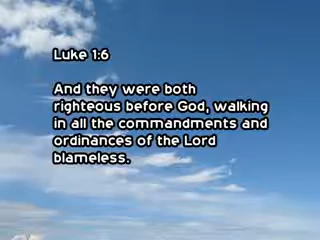 Luke 1:6
And they were both
righteous before God, walking
in all the commandments and
ordinances of the Lord
blameless.